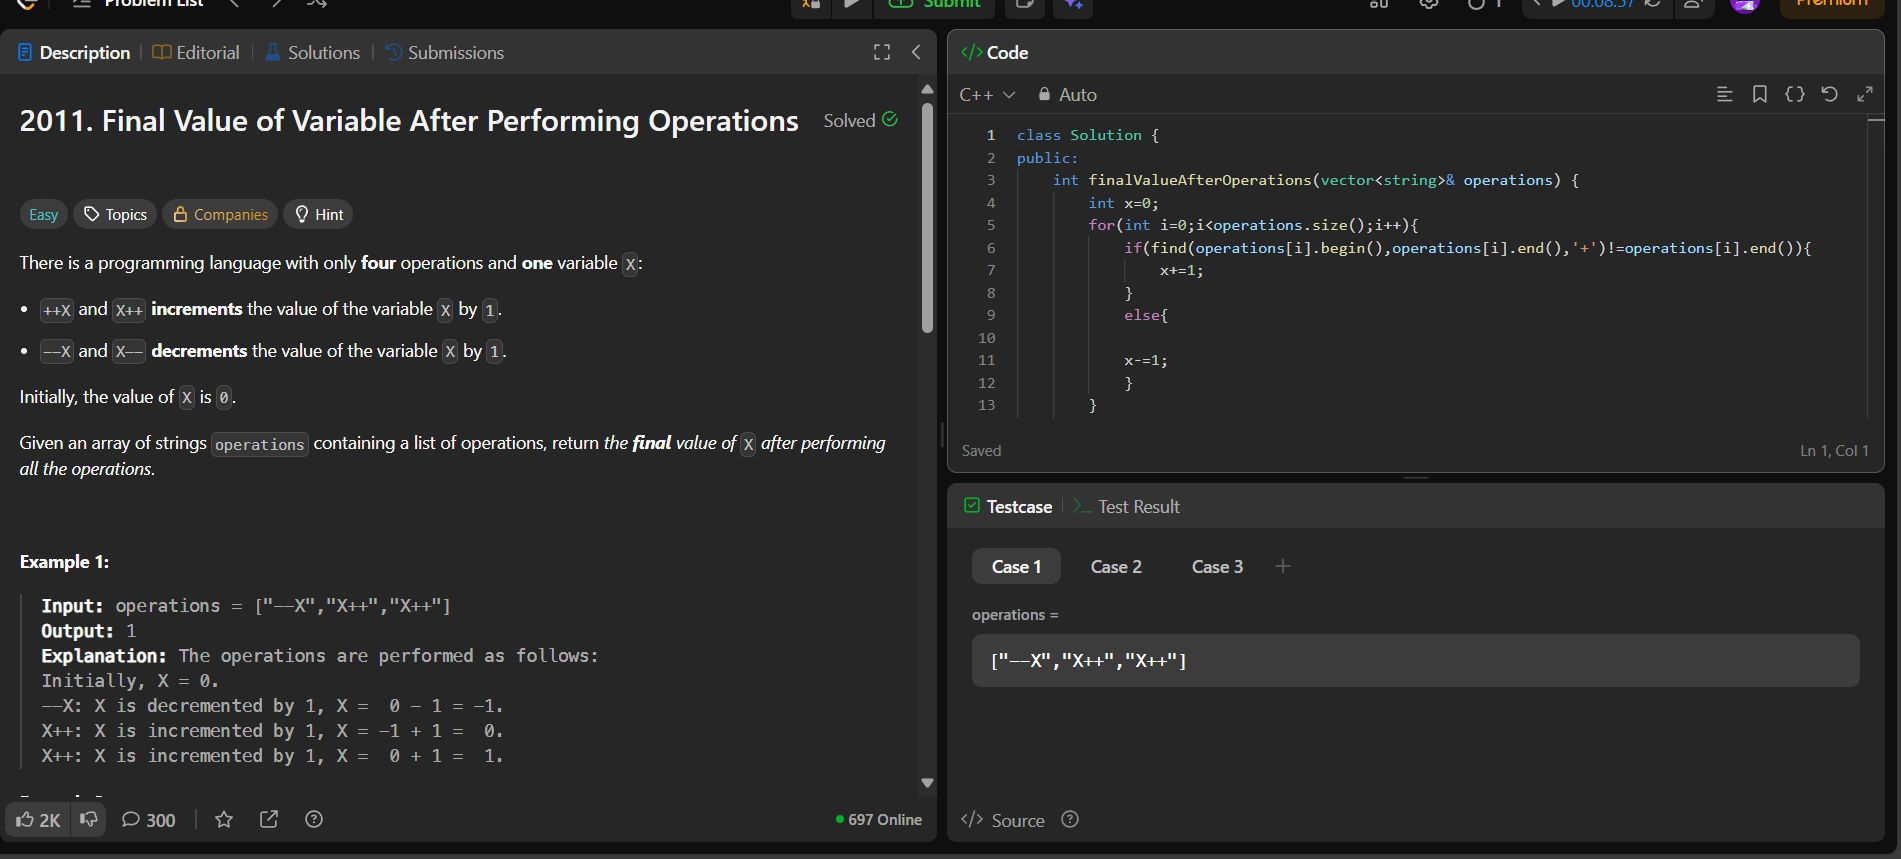 Problem List
Submit
00:08:57
Premium
Description
Editorial
Solutions
Submissions
2011. Final Value of Variable After Performing Operations
Solved
Easy
Topics
Companies
Hint
There is a programming language with only four operations and one variable X:
• ++X and X++ increments the value of the variable X by 1.
• --X and X-- decrements the value of the variable X by 1.
Initially, the value of X is 0.
Given an array of strings operations containing a list of operations, return the final value of X after performing
all the operations.
Example 1:
Input: operations = ["--X","X++","X++"]
Output: 1
Explanation: The operations are performed as follows:
Initially, X = 0.
--X: X is decremented by 1, X =  0 - 1 = -1.
X++: X is incremented by 1, X = -1 + 1 =  0.
X++: X is incremented by 1, X =  0 + 1 =  1.
2K
300
697 Online
</> Code
C++
Auto
1 class Solution {
2 public:
3     int finalValueAfterOperations(vector<string>& operations) {
4         int x=0;
5         for(int i=0;i<operations.size();i++){
6             if(find(operations[i].begin(),operations[i].end(),'+')!=operations[i].end()){
7                 x+=1;
8             }
9             else{
10
11             x-=1;
12             }
13         }
Saved
Ln 1, Col 1
Testcase
Test Result
Case 1
Case 2
Case 3
operations =
["--X","X++","X++"]
</> Source